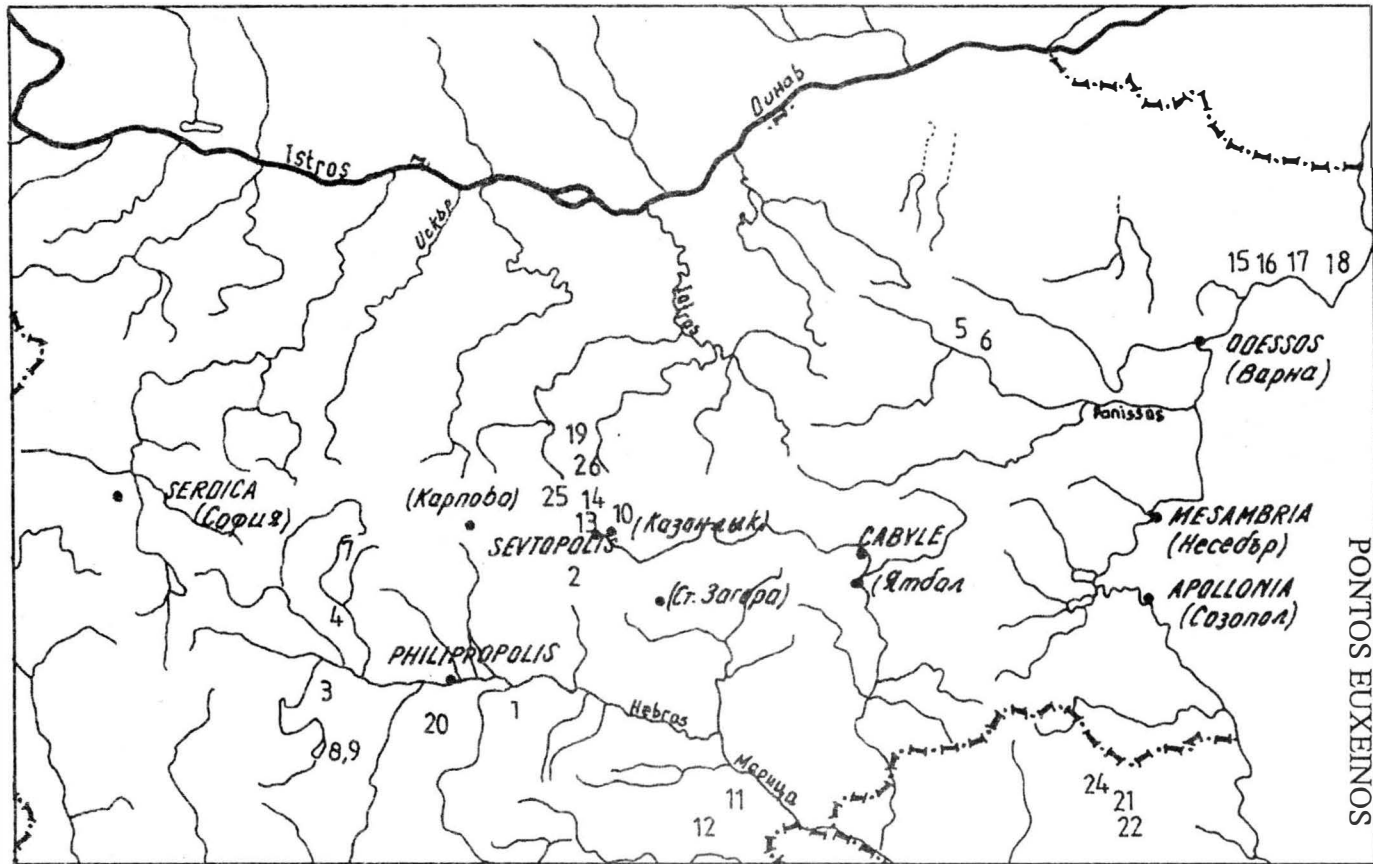 Дунав
Istros
Искър
Iatros
15 16 17 18
5 6
ODESSOS
(Варна)
Panissos
19
26
SERDICA
(София)
(Карлово)
25
14
13
10
(Казанлык)
SEVTOPOLIS
CABYLE
MESAMBRIA
(Несебър)
2
7
(Ст. Загора)
(Ямбол
APOLLONIA
(Созопол)
4
PHILIPPOPOLIS
3
20
1
Hebros
8,9
Марица
11
12
24
21
22
PONTOS EUXEINOS